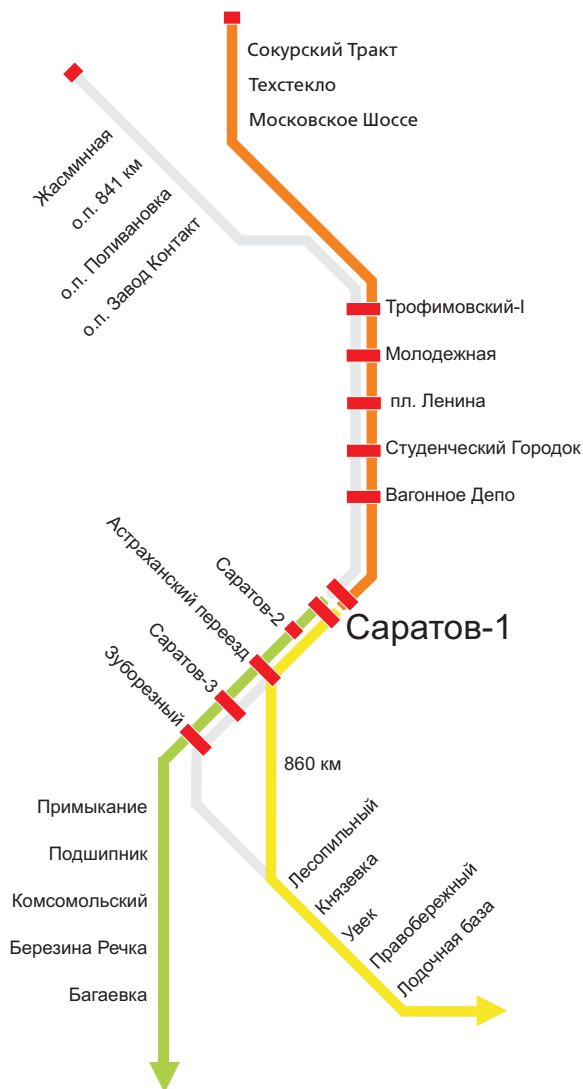 Сокурский Тракт
Техстекло
Московское Шоссе
Жасминная
о.п. 841 км
о.п. Поливановка
о.п. Завод Контакт
Трофимовский-I
Молодежная
пл. Ленина
Студенческий Городок
Вагонное Депо
Саратов-1
Саратов-2
Астраханский переезд
Саратов-3
Зуборезный
860 км
Примыкание
Подшипник
Комсомольский
Березина Речка
Багаевка
Лесопильный
Князевка
Увек
Правобережный
Лодочная база